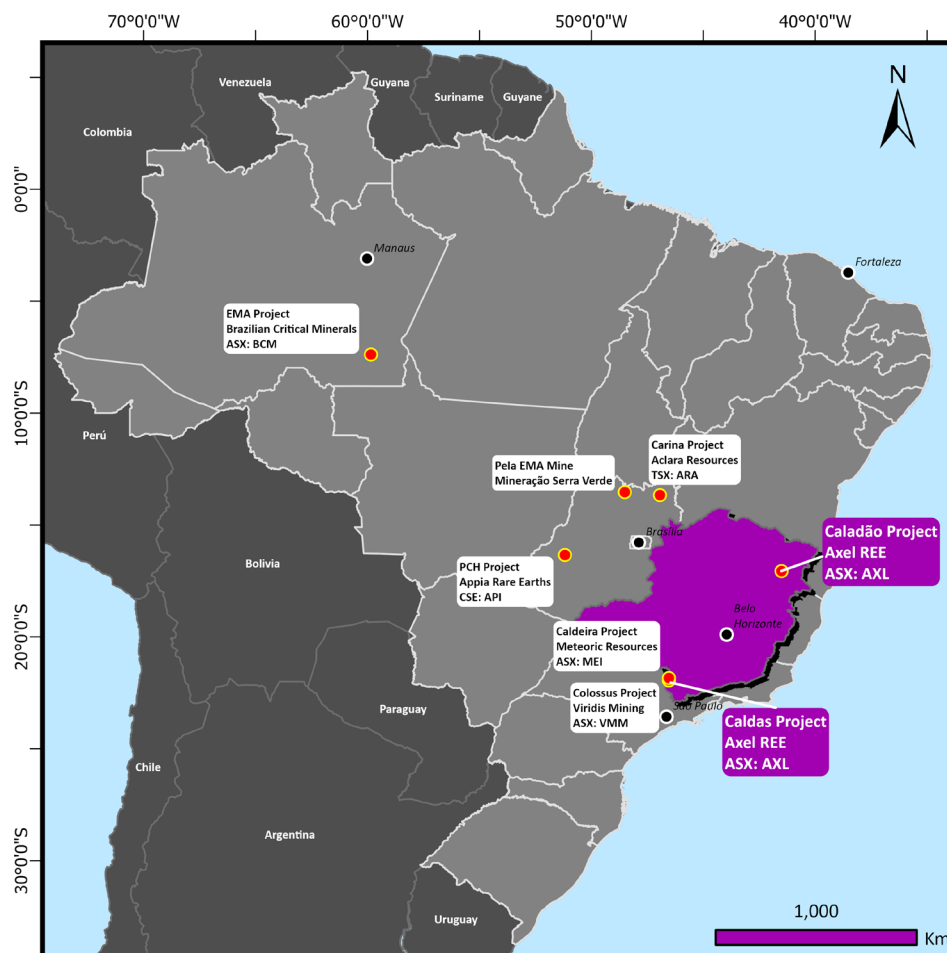 70°0'0"W
60°0'0"W
50°0'0"W
40°0'0"W
N
Venezuela
Guyana
Suriname
Guyane
Colombia
0°0'0"
Manaus
Fortaleza
EMA Project
Brazilian Critical Minerals
ASX: BCM
10°0'0"S
Perú
Carina Project
Aclara Resources
TSX: ARA
Pela EMA Mine
Mineração Serra Verde
Brasília
Caladão Project
Axel REE
ASX: AXL
Bolivia
PCH Project
Appia Rare Earths
CSE: API
Belo
Horizonte
20°0'0"S
Caldeira Project
Meteoric Resources
ASX: MEI
Colossus Project
Viridis Mining
ASX: VMM
São Paulo
Paraguay
Caldas Project
Axel REE
ASX: AXL
Chile
Argentina
30°0'0"S
Uruguay
1,000
Km